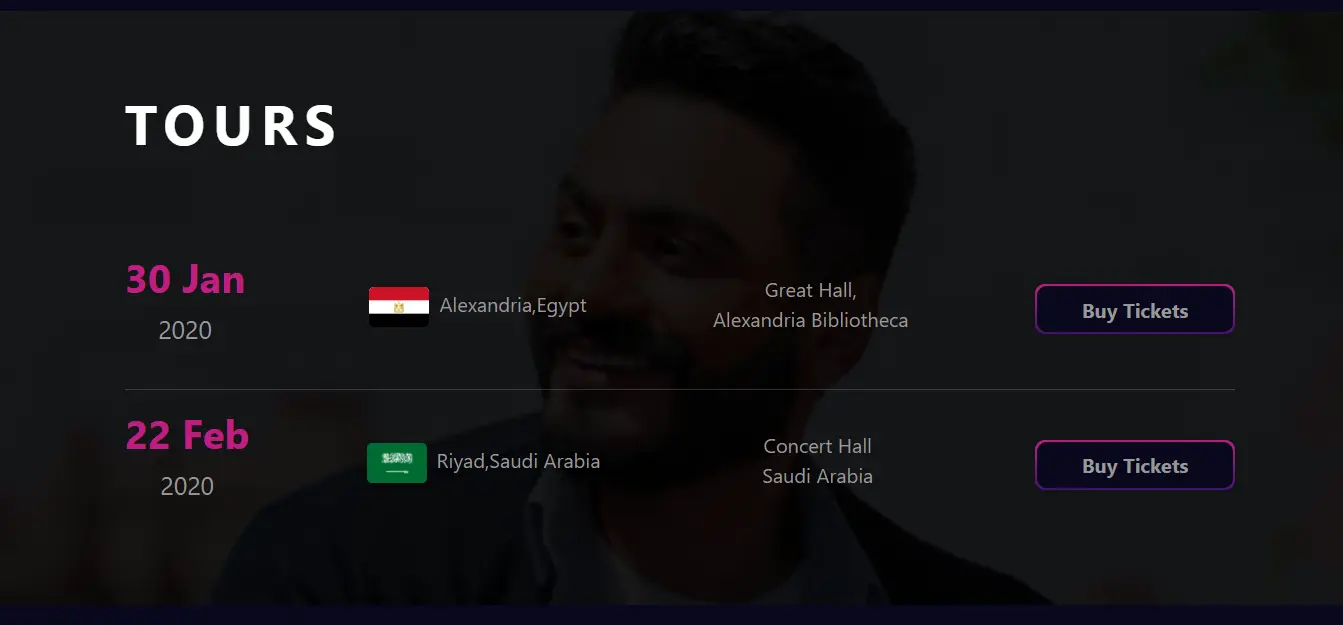 TOURS
30 Jan
2020
Alexandria,Egypt
Great Hall,
Alexandria Bibliotheca
Buy Tickets
22 Feb
2020
Riyad,Saudi Arabia
Concert Hall
Saudi Arabia
Buy Tickets